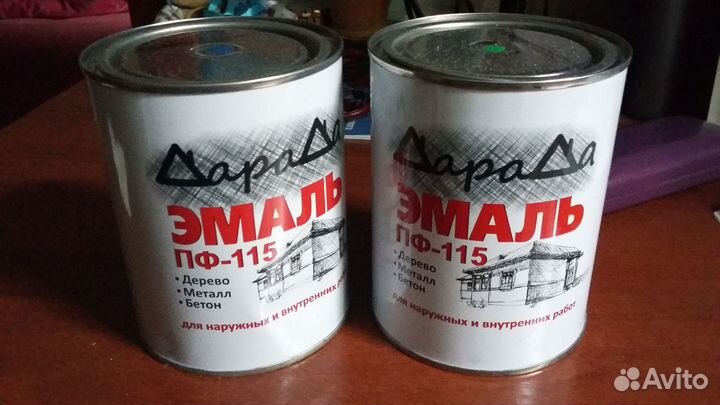 ДараДа
ЭМАЛЬ
ПФ-115
• Дерево
• Металл
• Бетон
для наружных и внутренних
ДараДа
ЭМАЛЬ
ПФ-115
• Дерево
• Металл
• Бетон
для наружных и внутренних работ
Avito